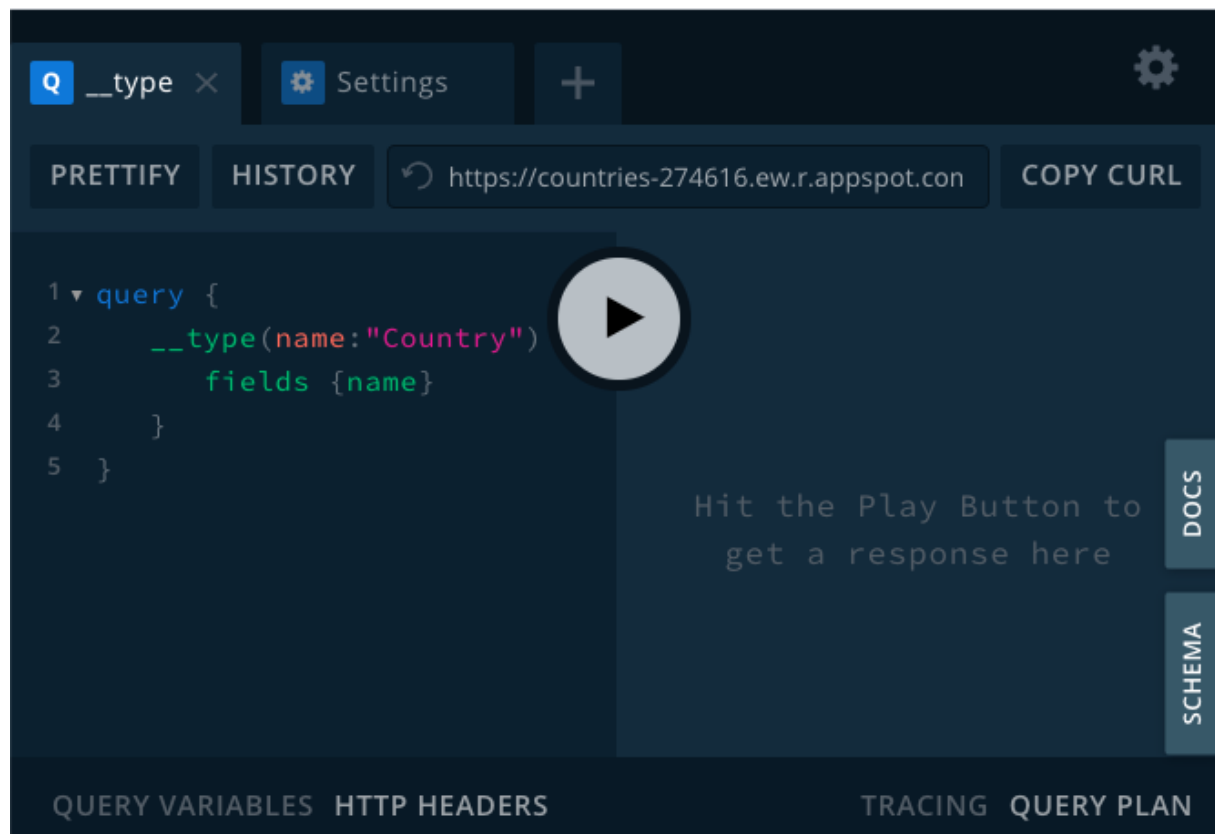 Q __type × Settings +
PRETTIFY HISTORY https://countries-274616.ew.r.appspot.con COPY CURL
1 query {
2 __type(name:"Country")
3 fields {name}
4 }
5 }
Hit the Play Button to
get a response here
DOCS
SCHEMA
QUERY VARIABLES HTTP HEADERS TRACING QUERY PLAN